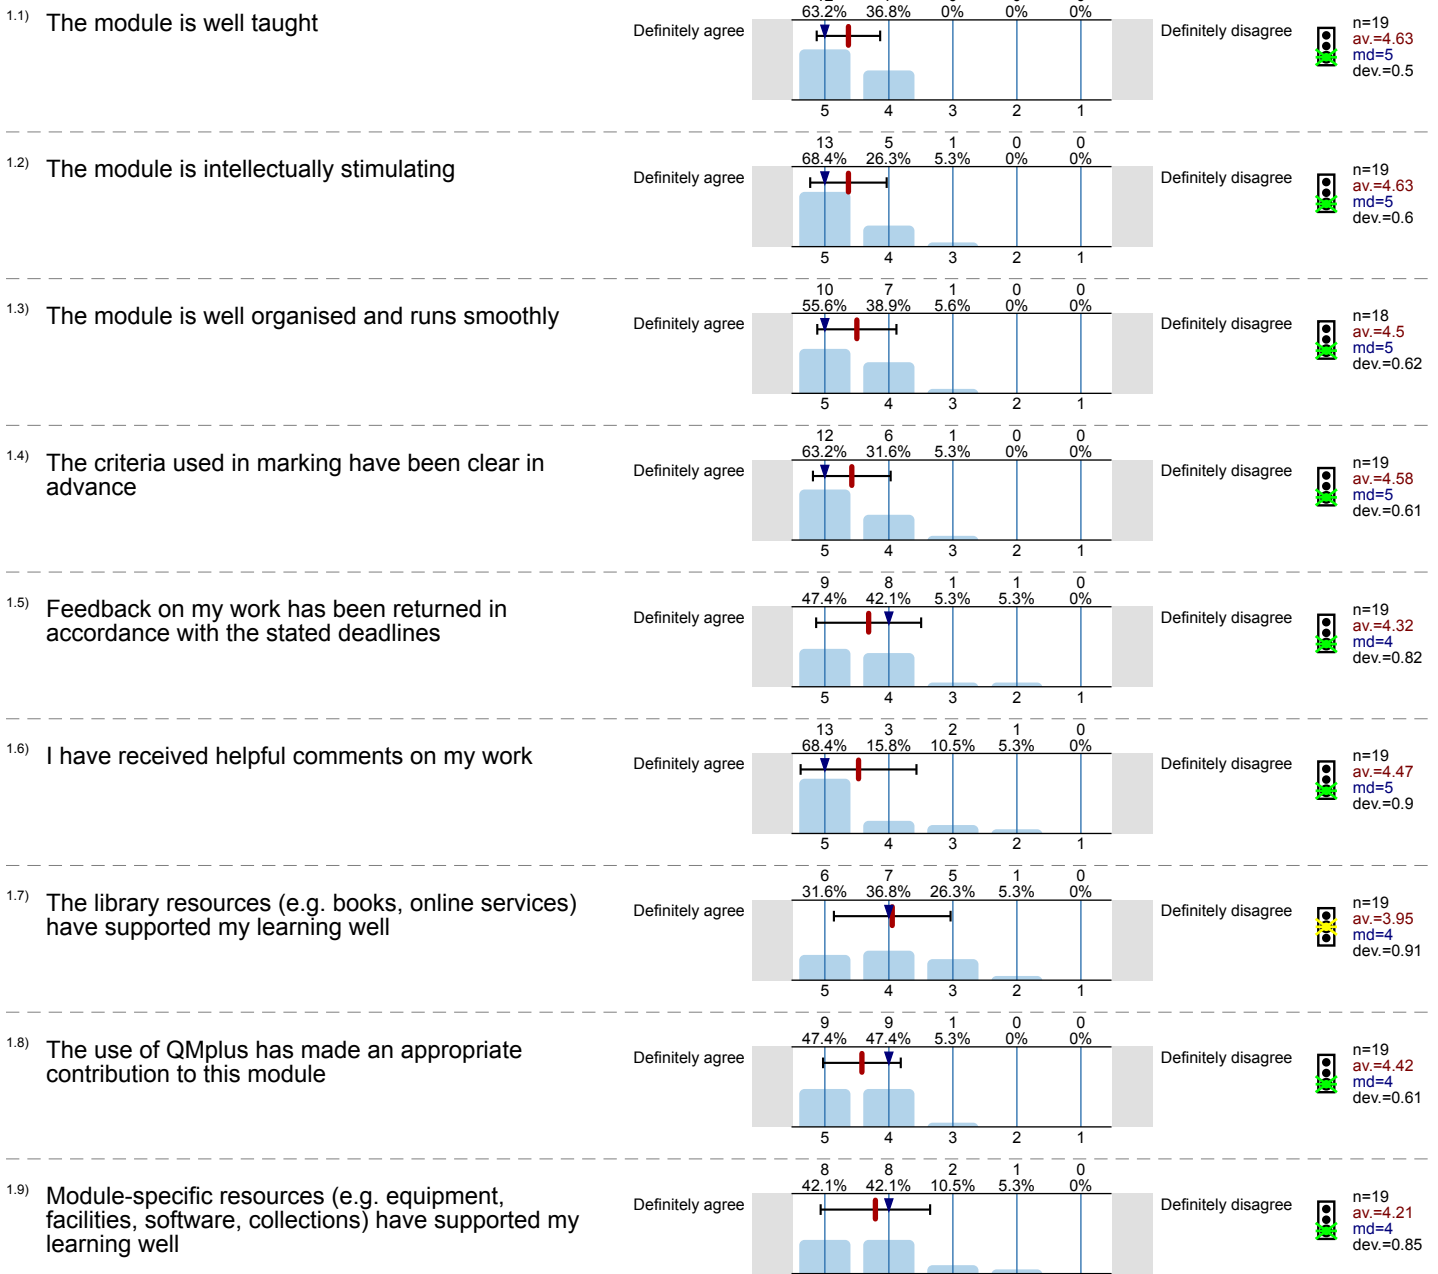 63.2% 36.8% 0% 0% 0%
1.1) The module is well taught
Definitely agree
Definitely disagree
n=19
av.=4.63
md=5
dev.=0.5
5 4 3 2 1
13 5 1 0 0
68.4% 26.3% 5.3% 0% 0%
1.2) The module is intellectually stimulating
Definitely agree
Definitely disagree
n=19
av.=4.63
md=5
dev.=0.6
5 4 3 2 1
10 7 1 0 0
55.6% 38.9% 5.6% 0% 0%
1.3) The module is well organised and runs smoothly
Definitely agree
Definitely disagree
n=18
av.=4.5
md=5
dev.=0.62
5 4 3 2 1
12 6 1 0 0
63.2% 31.6% 5.3% 0% 0%
1.4) The criteria used in marking have been clear in
advance
Definitely agree
Definitely disagree
n=19
av.=4.58
md=5
dev.=0.61
5 4 3 2 1
9 8 1 1 0
47.4% 42.1% 5.3% 5.3% 0%
1.5) Feedback on my work has been returned in
accordance with the stated deadlines
Definitely agree
Definitely disagree
n=19
av.=4.32
md=4
dev.=0.82
5 4 3 2 1
13 3 2 1 0
68.4% 15.8% 10.5% 5.3% 0%
1.6) I have received helpful comments on my work
Definitely agree
Definitely disagree
n=19
av.=4.47
md=5
dev.=0.9
5 4 3 2 1
6 7 5 1 0
31.6% 36.8% 26.3% 5.3% 0%
1.7) The library resources (e.g. books, online services)
have supported my learning well
Definitely agree
Definitely disagree
n=19
av.=3.95
md=4
dev.=0.91
5 4 3 2 1
9 9 1 0 0
47.4% 47.4% 5.3% 0% 0%
1.8) The use of QMplus has made an appropriate
contribution to this module
Definitely agree
Definitely disagree
n=19
av.=4.42
md=4
dev.=0.61
5 4 3 2 1
8 8 2 1 0
42.1% 42.1% 10.5% 5.3% 0%
1.9) Module-specific resources (e.g. equipment,
facilities, software, collections) have supported my
learning well
Definitely agree
Definitely disagree
n=19
av.=4.21
md=4
dev.=0.85